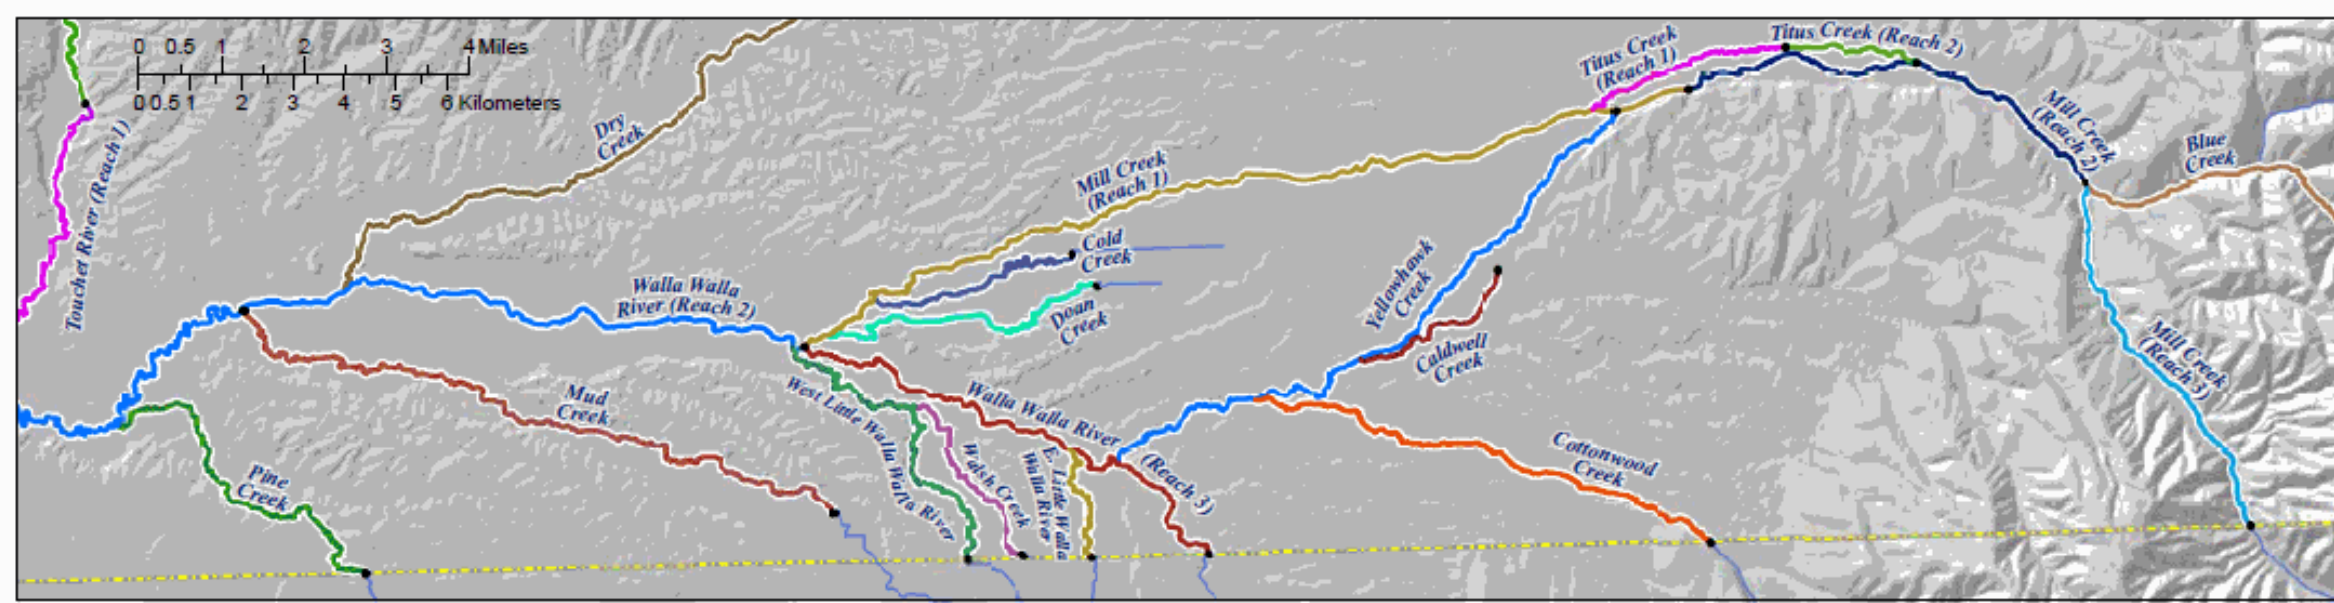 0 0.5 1 2 3 4 Miles
0 0.5 1 2 3 4 5 6 Kilometers
Touchet River (Reach 1)
Dry
Creek
Titus Creek
(Reach 1)
Titus Creek (Reach 2)
Mill Creek
(Reach 2)
Blue
Creek
Mill Creek
(Reach 1)
Cold
Creek
Doan
Creek
Walla Walla
River (Reach 2)
Yellowhawk
Creek
Caldwell
Creek
Mill Creek
(Reach 3)
Mud
Creek
West Little Walla Walla River
Walla Walla River
(Reach 3)
Walsh Creek
E. Little Walla
Walla River
Cottonwood
Creek
Pine
Creek